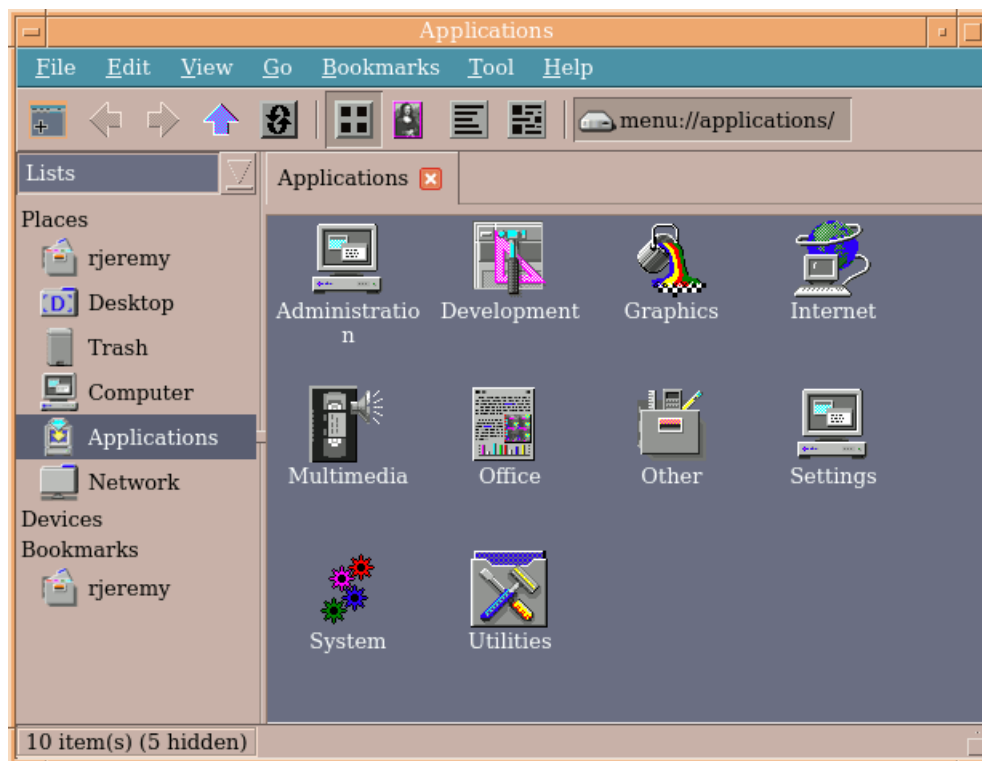 Applications
File Edit View Go Bookmarks Tool Help
menu://applications/
Lists
Applications
Places
rjeremy
[D]
Desktop
Trash
Computer
Applications
Network
Devices
Bookmarks
rjeremy
Administratio
n
Development
Graphics
Internet
Multimedia
Office
Other
Settings
System
Utilities
10 item(s) (5 hidden)